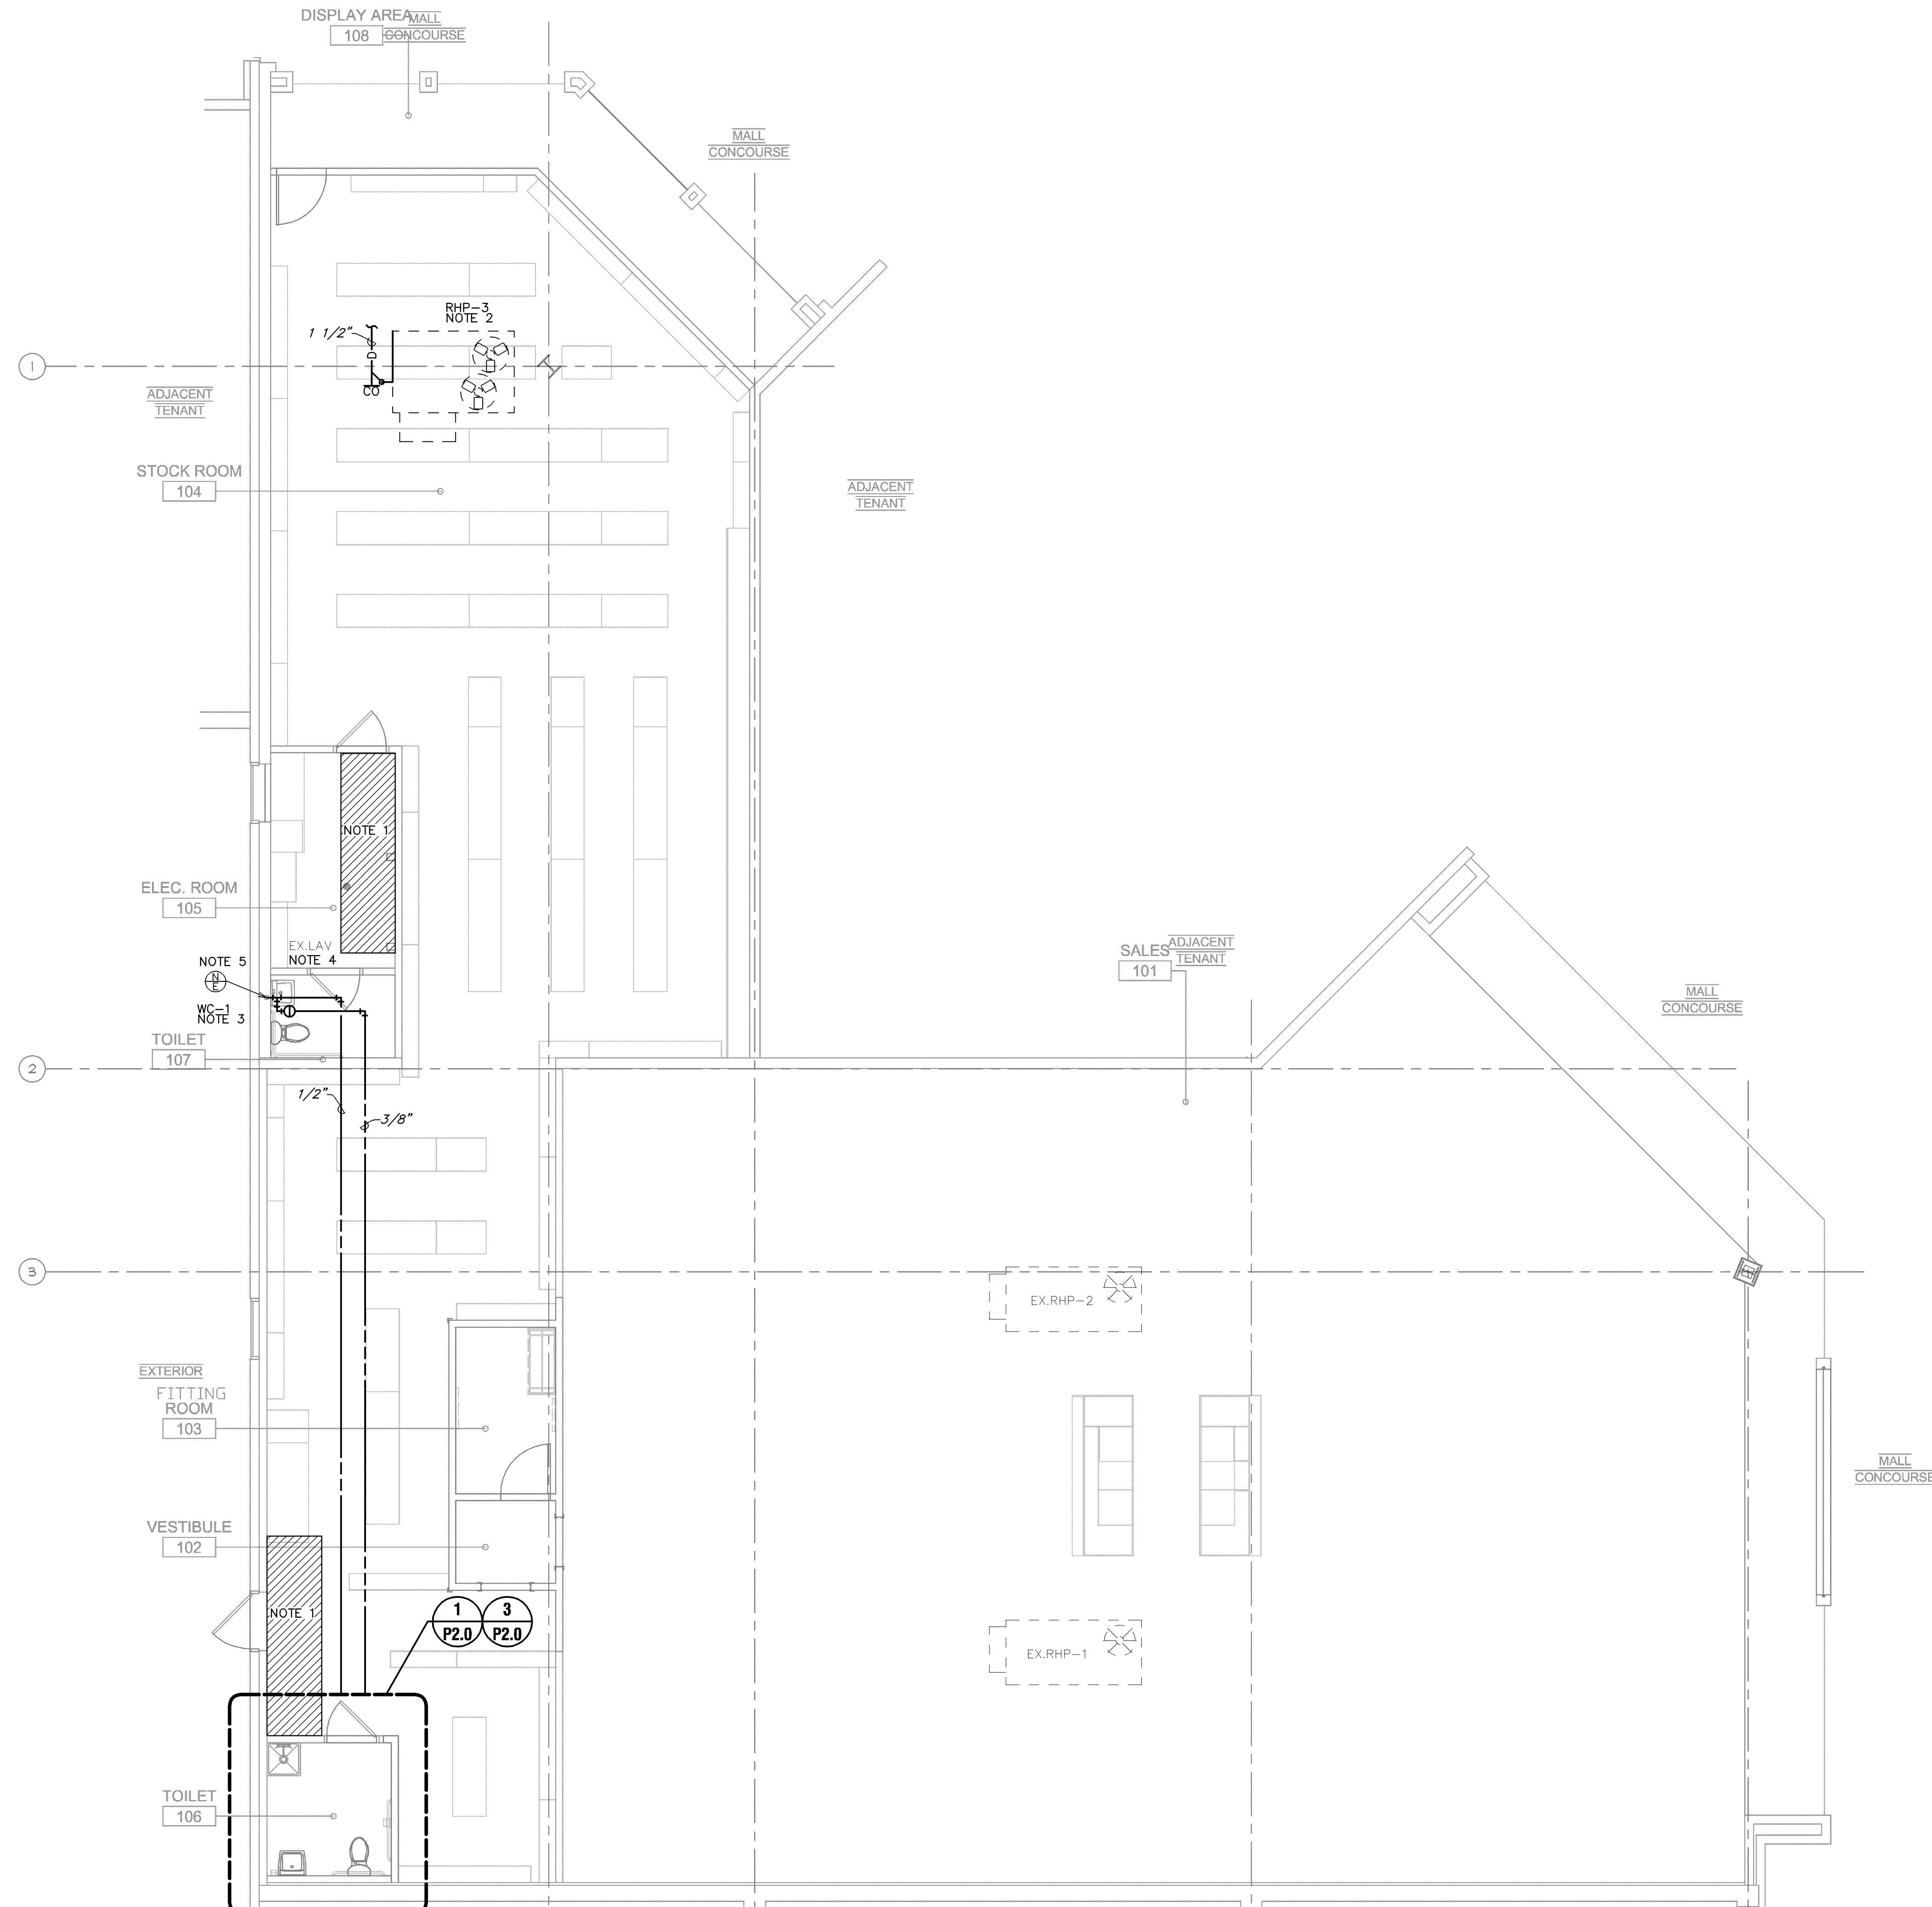 DISPLAY AREA
108
MALL
CONCOURSE
MALL
CONCOURSE
RHP-3
NOTE 2
1 1/2"
D
CO
1
ADJACENT
TENANT
STOCK ROOM
104
ADJACENT
TENANT
NOTE 1
ELEC. ROOM
105
EX.LAV
NOTE 4
NOTE 5
N
E
WC-1
NOTE 3
TOILET
107
SALES
101
ADJACENT
TENANT
MALL
CONCOURSE
2
1/2"
3/8"
3
EX.RHP-2
EXTERIOR
FITTING
ROOM
103
MALL
CONCOURSE
VESTIBULE
102
NOTE 1
1
P2.0
3
P2.0
EX.RHP-1
TOILET
106